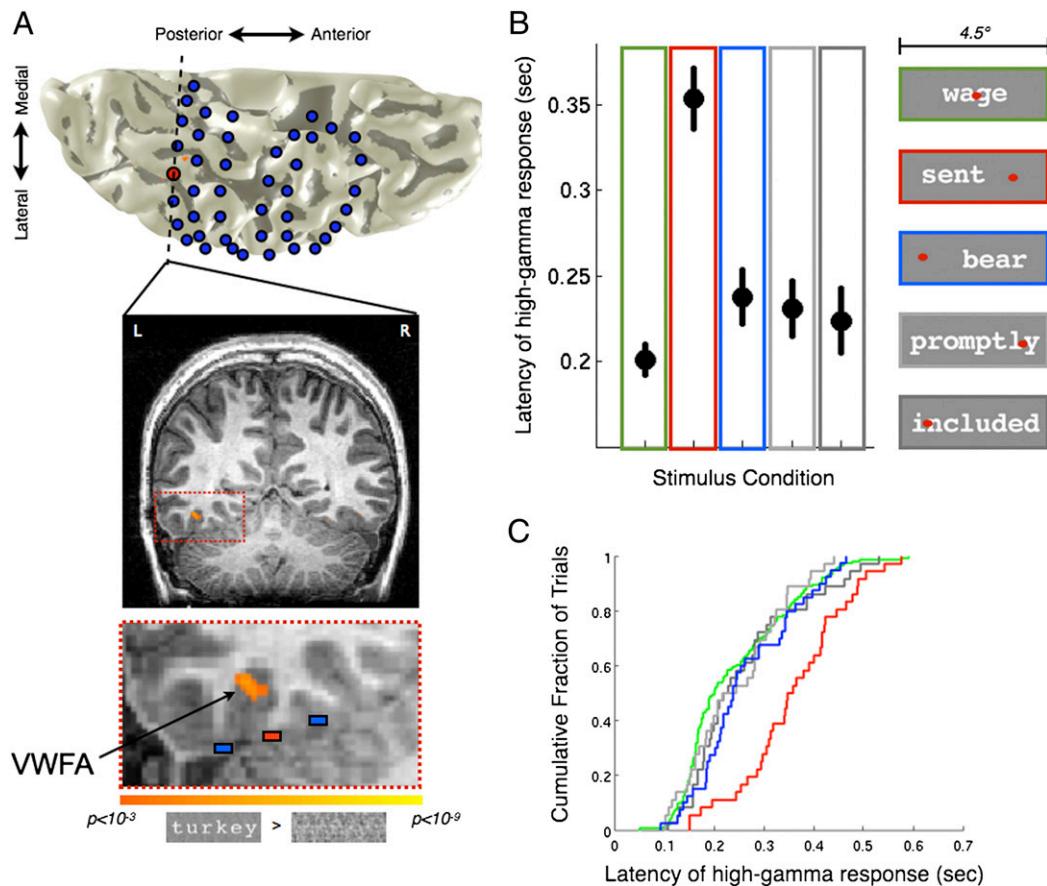 A
Posterior
Anterior
Lateral
Medial
L
R
VWFA
p<10-3
turkey
>
p<10-9
B
Latency of high-gamma response (sec)
0.35
0.3
0.25
0.2
Stimulus Condition
4.5°
wage
sent
bear
promptly
included
C
Cumulative Fraction of Trials
1
0.8
0.6
0.4
0.2
0
0 0.1 0.2 0.3 0.4 0.5 0.6 0.7
Latency of high-gamma response (sec)